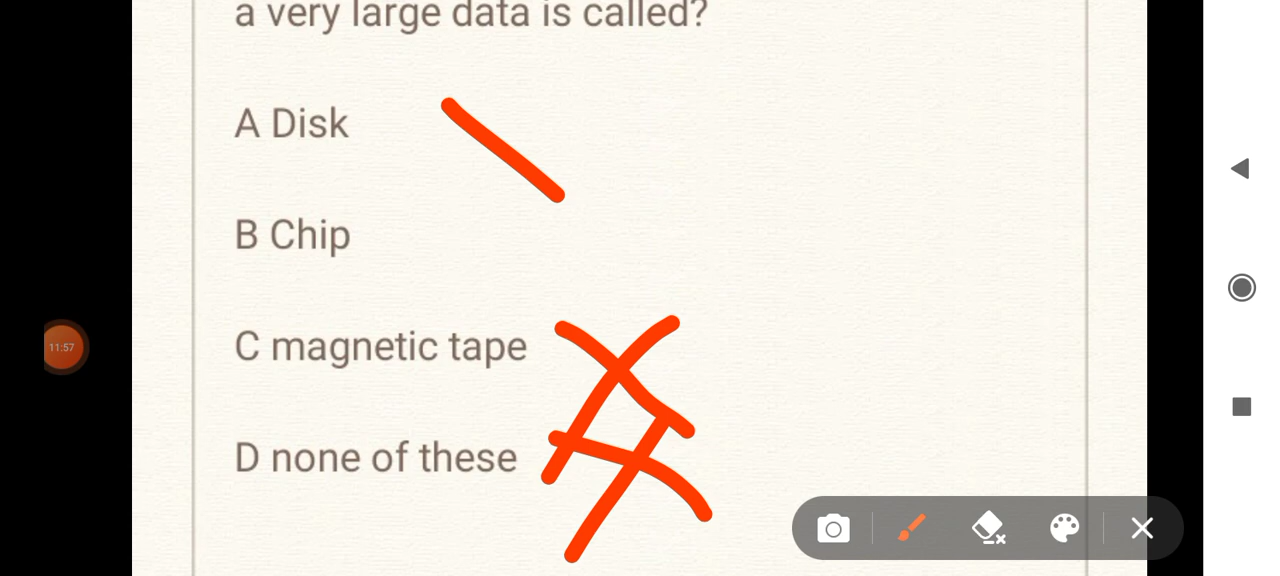 a very large data is called?
A Disk
B Chip
C magnetic tape
D none of these
11:57